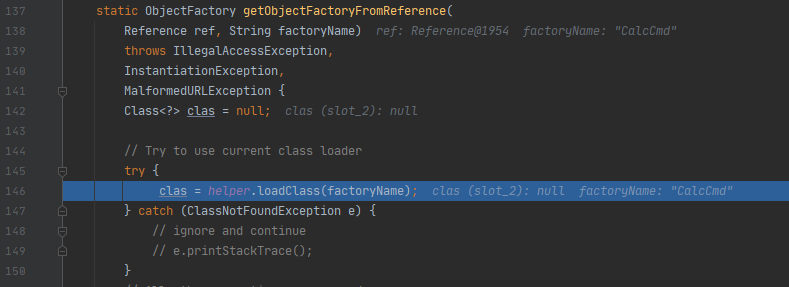 137 static ObjectFactory getObjectFactoryFromReference(
138 Reference ref, String factoryName) ref: Reference@1954 factoryName: "CalcCmd"
139 throws IllegalAccessException,
140 InstantiationException,
141 MalformedURLException {
142 Class<?> clas = null; clas (slot_2): null
143
144 // Try to use current class loader
145 try {
146 clas = helper.loadClass(factoryName); clas (slot_2): null factoryName: "CalcCmd"
147 } catch (ClassNotFoundException e) {
148 // ignore and continue
149 // e.printStackTrace();
150 }